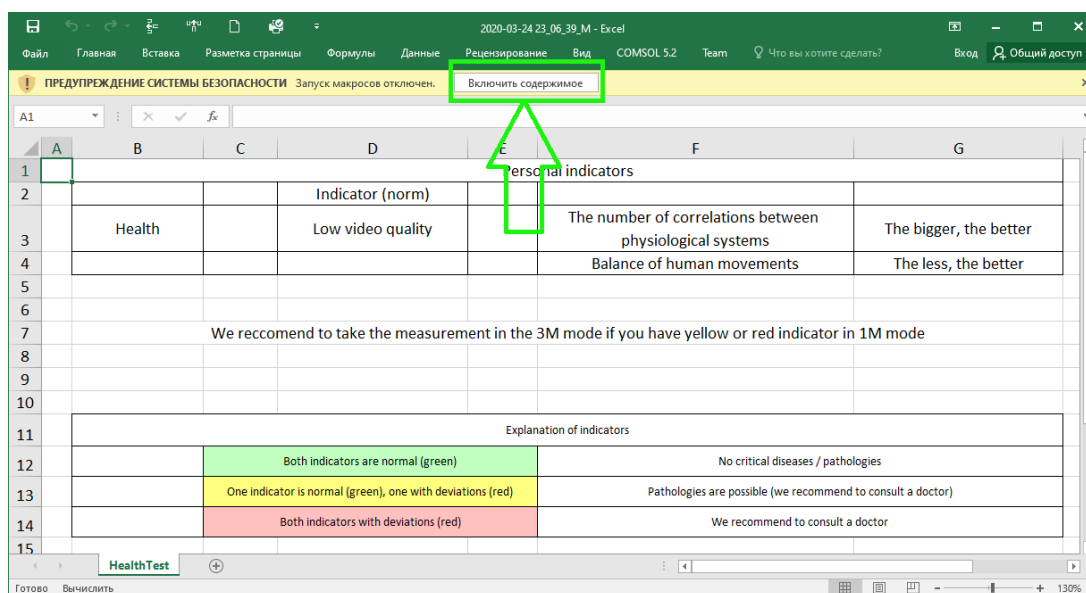 2020-03-24 23_06_39_M - Excel
Файл Главная Вставка Разметка страницы Формулы Данные Рецензирование Вид COMSOL 5.2 Team Что вы хотите сделать? Вход Общий доступ
ПРЕДУПРЕЖДЕНИЕ СИСТЕМЫ БЕЗОПАСНОСТИ Запуск макросов отключен. Включить содержимое
A1 fx
A B C D E F G
1 Personal indicators
2 Indicator (norm)
The number of correlations between
3 Health Low video quality physiological systems The bigger, the better
4 Balance of human movements The less, the better
5
6
7 We reccomend to take the measurement in the 3M mode if you have yellow or red indicator in 1M mode
8
9
10
11 Explanation of indicators
12 Both indicators are normal (green) No critical diseases / pathologies
13 One indicator is normal (green), one with deviations (red) Pathologies are possible (we recommend to consult a doctor)
14 Both indicators with deviations (red) We recommend to consult a doctor
15
HealthTest
Готово Вычислить 130%